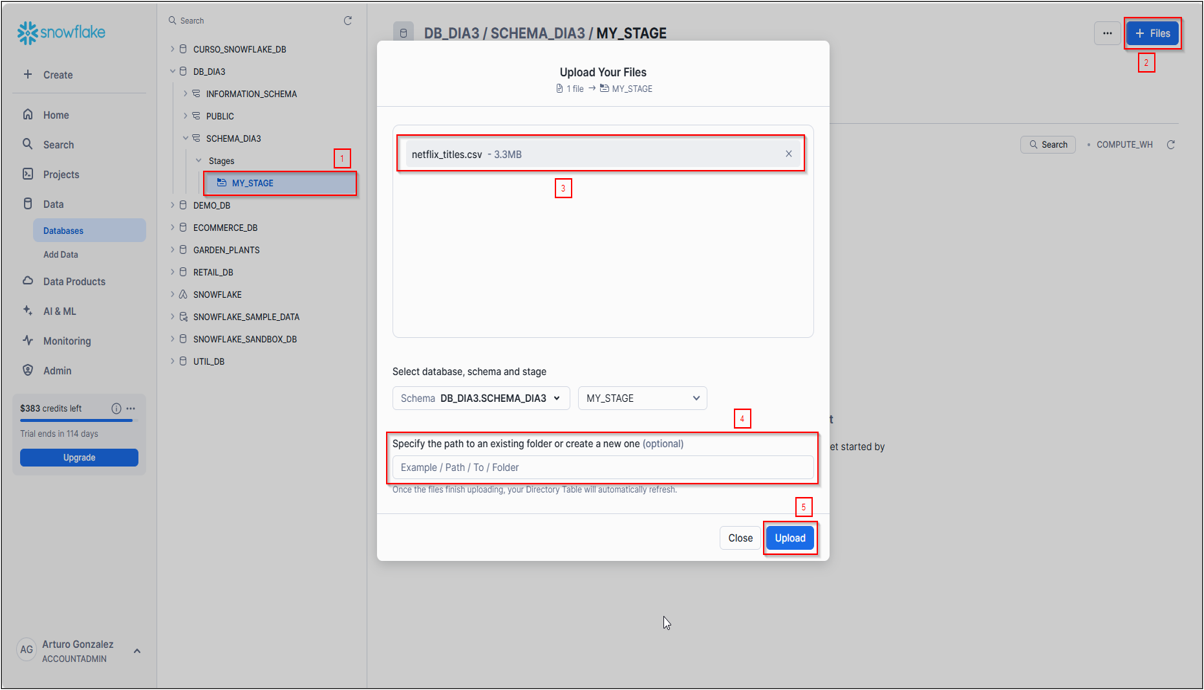 snowflake
Create
Home
Search
Projects
Data
Databases
Add Data
Data Products
AI & ML
Monitoring
Admin
$383 credits left
Trial ends in 114 days
Upgrade
AG
Arturo Gonzalez
ACCOUNTADMIN
Search
CURSO_SNOWFLAKE_DB
DB_DIA3
INFORMATION_SCHEMA
PUBLIC
SCHEMA_DIA3
Stages
1
MY_STAGE
DEMO_DB
ECOMMERCE_DB
GARDEN_PLANTS
RETAIL_DB
SNOWFLAKE
SNOWFLAKE_SAMPLE_DATA
SNOWFLAKE_SANDBOX_DB
UTIL_DB
DB_DIA3 / SCHEMA_DIA3 / MY_STAGE
... + Files
2
Search • COMPUTE_WH
et started by
Upload Your Files
1 file → MY_STAGE
netflix_titles.csv - 3.3MB
3
Select database, schema and stage
Schema DB_DIA3.SCHEMA_DIA3 MY_STAGE
4
Specify the path to an existing folder or create a new one (optional)
Example / Path / To / Folder
Once the files finish uploading, your Directory Table will automatically refresh.
5
Close Upload